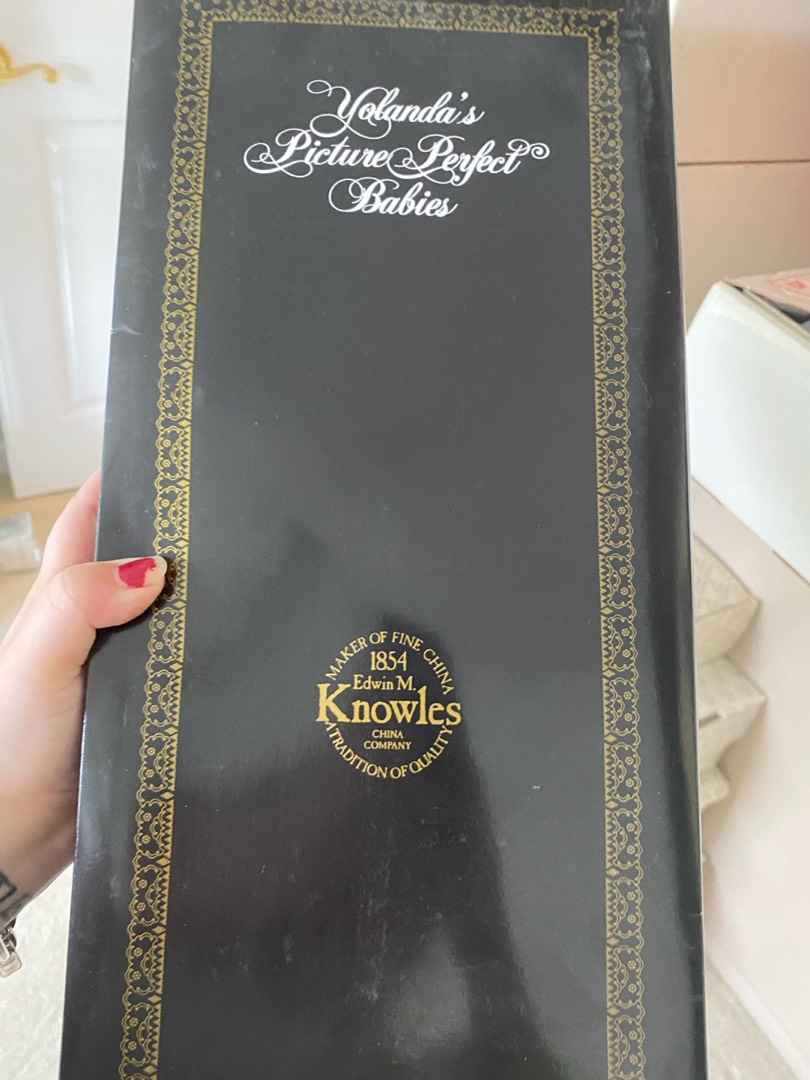 Yolanda's
Picture Perfect
Babies
MAKER OF FINE CHINA
1854
Edwin M.
Knowles
CHINA
COMPANY
A TRADITION OF QUALITY